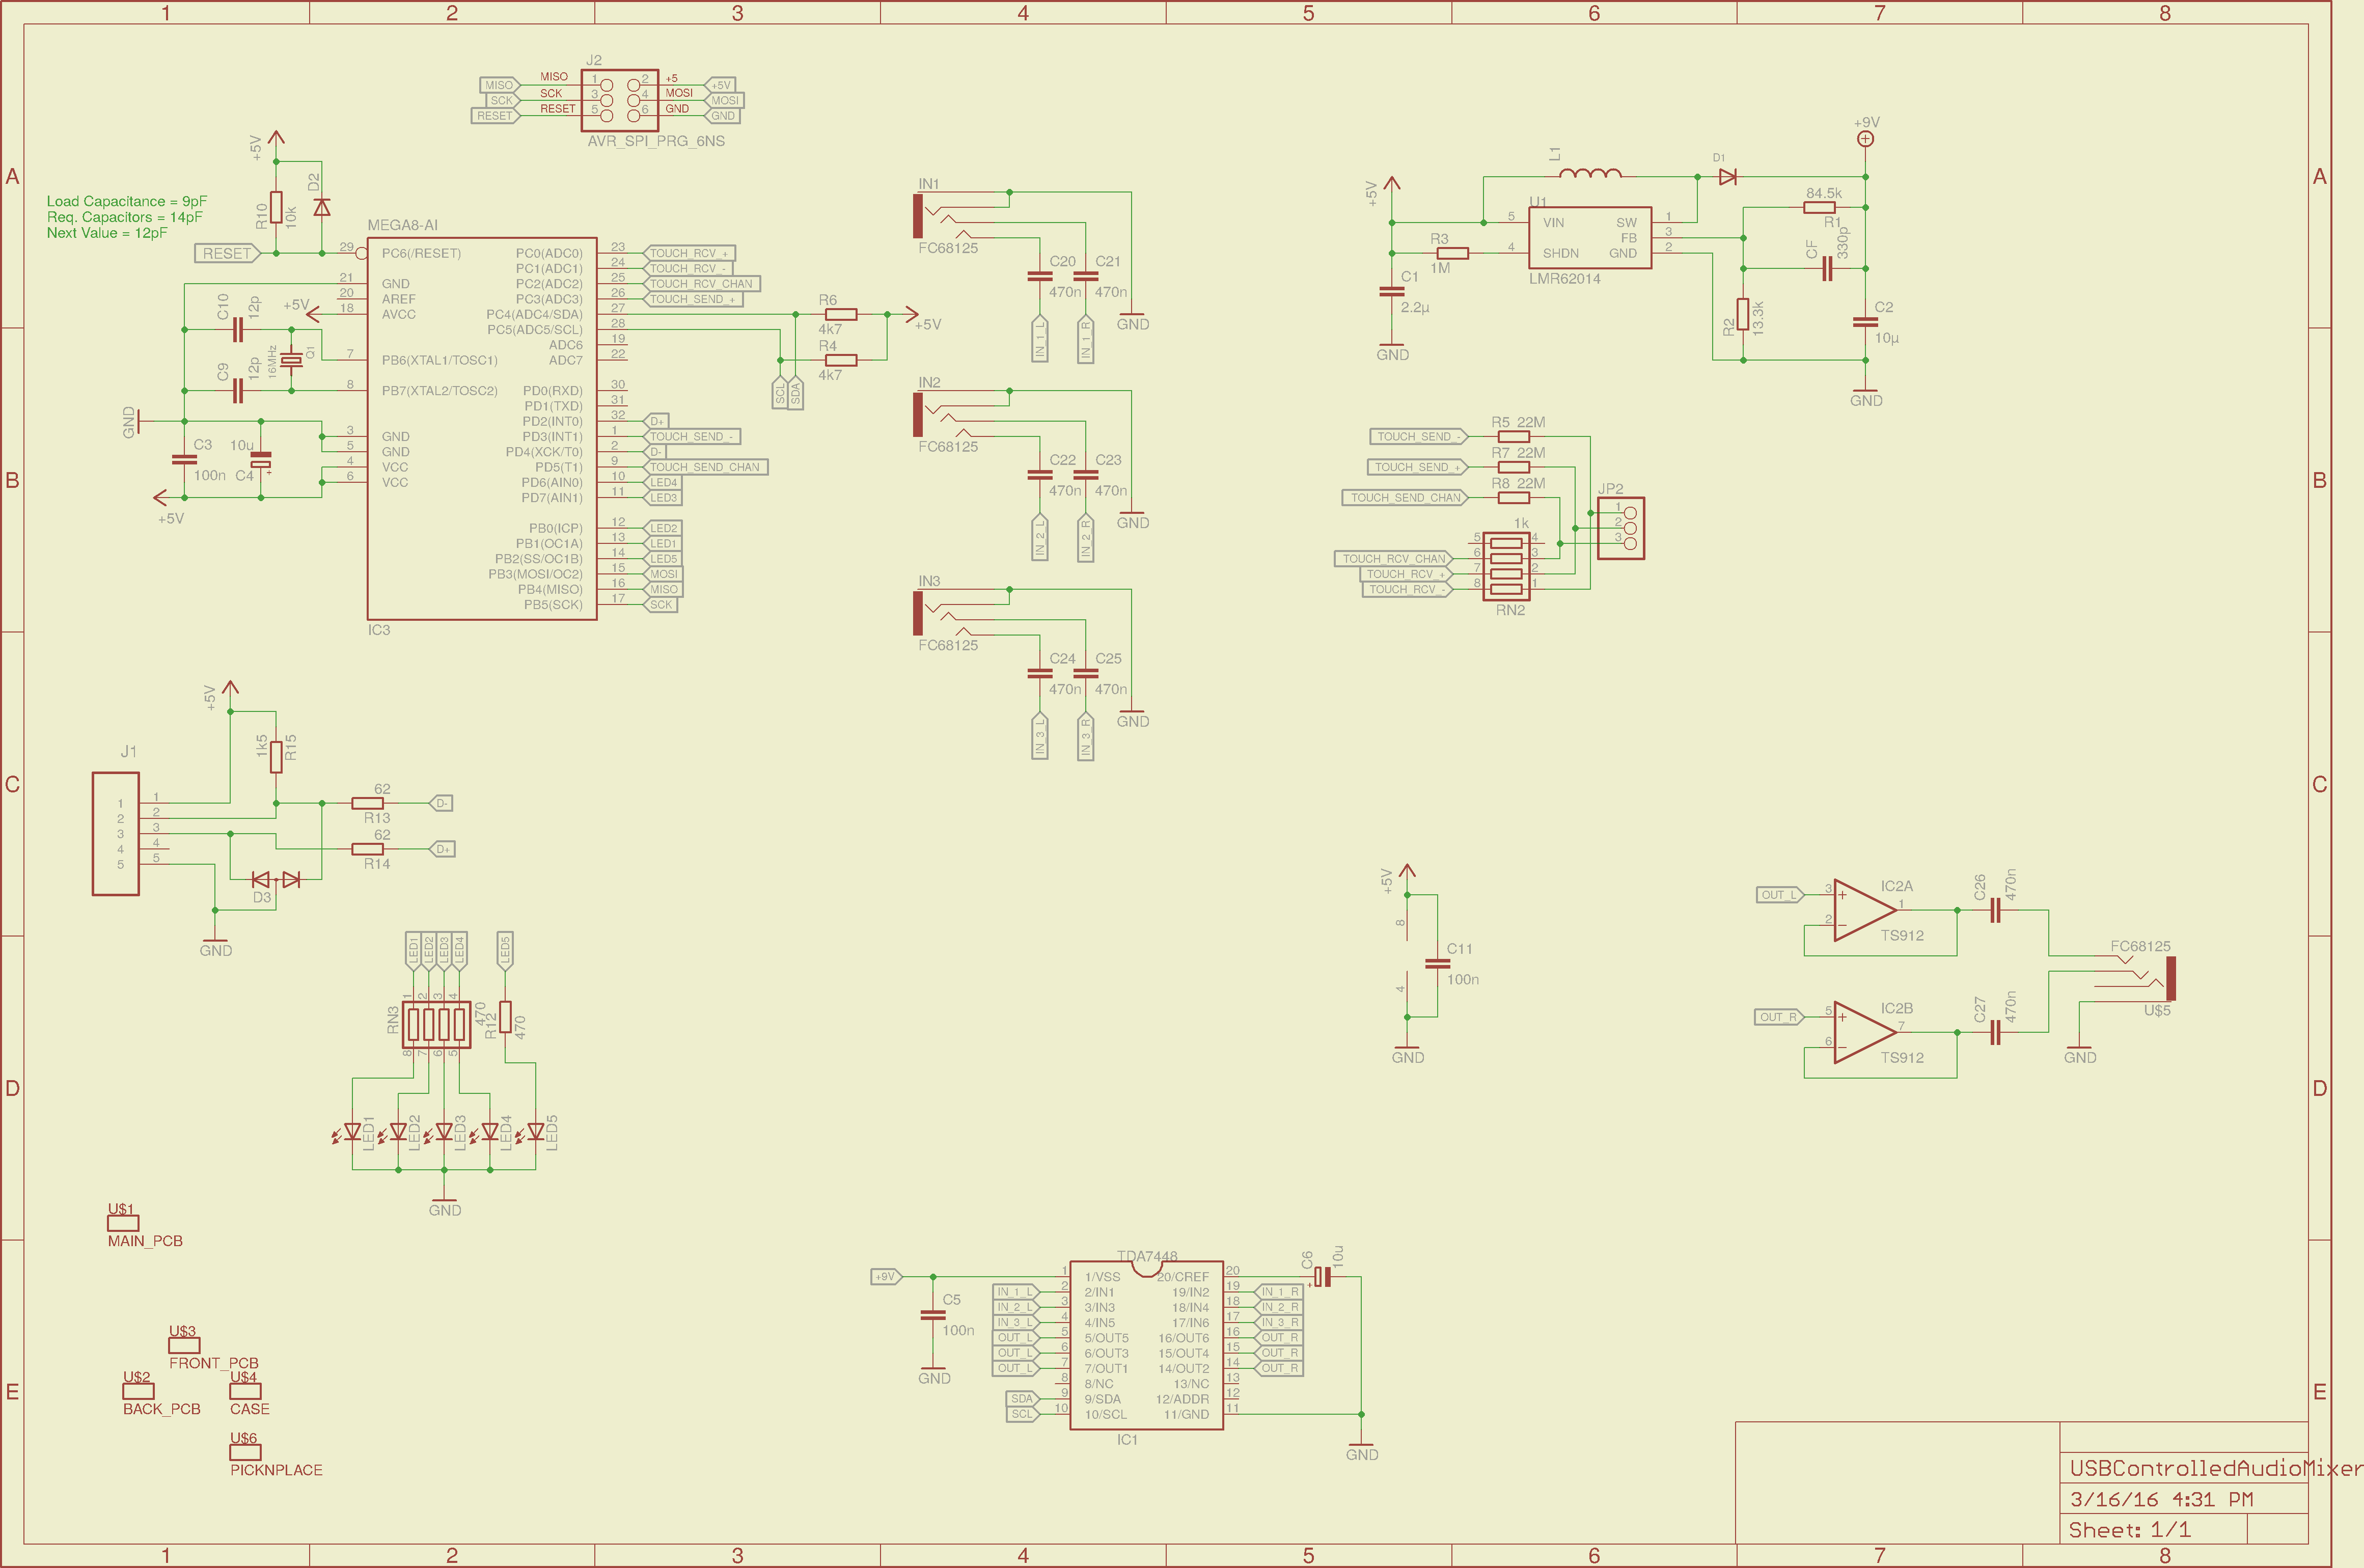 1 2 3 4 5 6 7 8
A A
B B
C C
D D
E E
1 2 3 4 5 6 7 8
J2
MISO MISO 1 2 +5 +5V
SCK SCK 3 4 MOSI MOSI
RESET RESET 5 6 GND GND
AVR_SPI_PRG_6NS
Load Capacitance = 9pF
Req. Capacitors = 14pF
Next Value = 12pF
+5V
R10
10k
D2
RESET
MEGA8-AI
29 PC6(/RESET)
21 GND
20 AREF
18 AVCC
7 PB6(XTAL1/TOSC1)
8 PB7(XTAL2/TOSC2)
3 GND
5 GND
4 VCC
6 VCC
PC0(ADC0) 23 TOUCH_RCV_+
PC1(ADC1) 24 TOUCH_RCV_-
PC2(ADC2) 25 TOUCH_RCV_CHAN
PC3(ADC3) 26 TOUCH_SEND_+
PC4(ADC4/SDA) 27
PC5(ADC5/SCL) 28
ADC6 19
ADC7 22
PD0(RXD) 30
PD1(TXD) 31
PD2(INT0) 32 D+
PD3(INT1) 1 TOUCH_SEND_-
PD4(XCK/T0) 2 D-
PD5(T1) 9 TOUCH_SEND_CHAN
PD6(AIN0) 10 LED4
PD7(AIN1) 11 LED3
PB0(ICP) 12 LED2
PB1(OC1A) 13 LED1
PB2(SS/OC1B) 14 LED5
PB3(MOSI/OC2) 15 MOSI
PB4(MISO) 16 MISO
PB5(SCK) 17 SCK
IC3
C10
12p
+5V
C9
12p
16MHz
Q1
GND
C3
100n
10u
C4
+
+5V
R6
4k7
R4
4k7
+5V
SCL
SDA
IN1
FC68125
C20
470n
C21
470n
IN_1_L
IN_1_R
GND
IN2
FC68125
C22
470n
C23
470n
IN_2_L
IN_2_R
GND
IN3
FC68125
C24
470n
C25
470n
IN_3_L
IN_3_R
GND
+5V
L1
D1
+9V
U1
5 VIN SW 1
FB 3
4 SHDN GND 2
LMR62014
R3
1M
C1
2.2µ
GND
84.5k
R1
CF
330p
R2
13.3k
C2
10µ
GND
TOUCH_SEND_- R5 22M
TOUCH_SEND_+ R7 22M
TOUCH_SEND_CHAN R8 22M
JP2
1
2
3
1k
5 4
TOUCH_RCV_CHAN 6 3
TOUCH_RCV_+ 7 2
TOUCH_RCV_- 8 1
RN2
+5V
J1
1k5
R15
1 1
2 2
3 3
4 4
5 5
62
R13
D-
62
R14
D+
D3
GND
LED1
LED2
LED3
LED4
LED5
RN3
1 2 3 4
8 7 6 5
470
R12
470
LED1
LED2
LED3
LED4
LED5
GND
+5V
8
4
C11
100n
GND
OUT_L 3 + IC2A
1
2 − TS912
C26
470n
OUT_R 5 + IC2B
7
6 − TS912
C27
470n
FC68125
U$5
GND
U$1
MAIN_PCB
U$3
FRONT_PCB
U$2
BACK_PCB
U$4
CASE
U$6
PICKNPLACE
TDA7448
+9V
C5
100n
GND
1 1/VSS 20/CREF 20
IN_1_L 2 2/IN1 19/IN2 19 IN_1_R
IN_2_L 3 3/IN3 18/IN4 18 IN_2_R
IN_3_L 4 4/IN5 17/IN6 17 IN_3_R
OUT_L 5 5/OUT5 16/OUT6 16 OUT_R
OUT_L 6 6/OUT3 15/OUT4 15 OUT_R
OUT_L 7 7/OUT1 14/OUT2 14 OUT_R
8 8/NC 13/NC 13
SDA 9 9/SDA 12/ADDR 12
SCL 10 10/SCL 11/GND 11
IC1
C6
10u
+
GND
USBControlledAudioMixer
3/16/16 4:31 PM
Sheet: 1/1